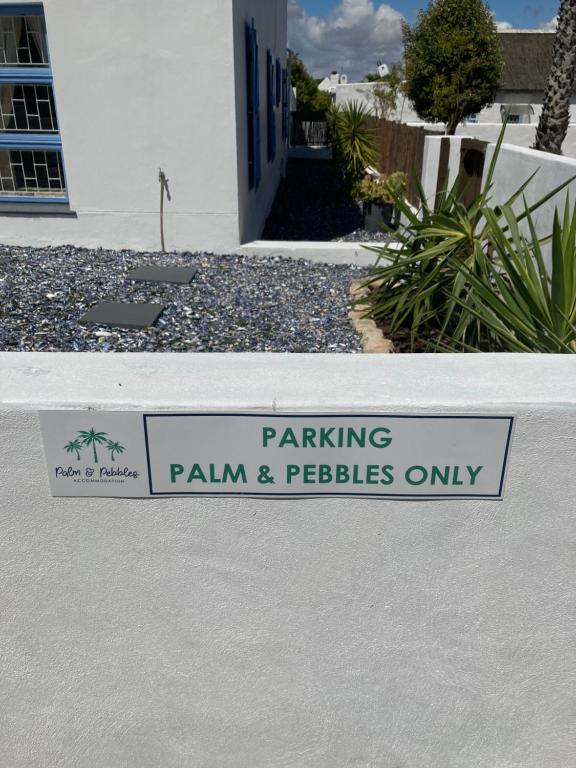 Palm & Pebbles
ACCOMMODATION
PARKING
PALM & PEBBLES ONLY